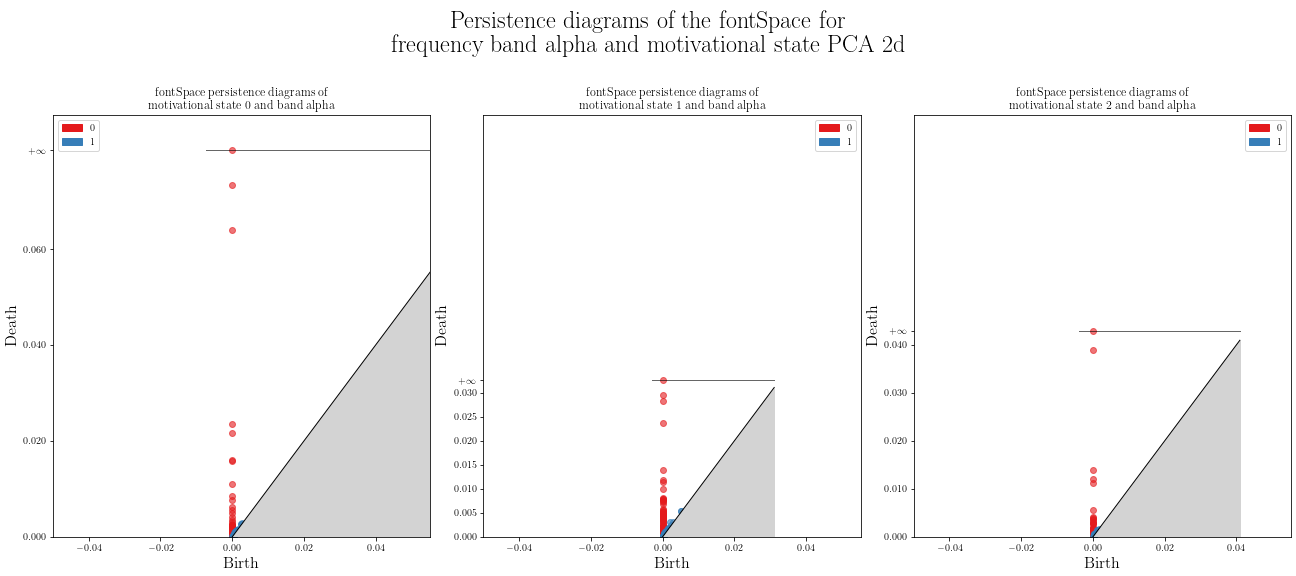 Persistence diagrams of the fontSpace for
frequency band alpha and motivational state PCA 2d
fontSpace persistence diagrams of
motivational state 0 and band alpha
0
1
+∞
0.060
0.040
0.020
0.000
Death
−0.04
−0.02
0.00
0.02
0.04
Birth
fontSpace persistence diagrams of
motivational state 1 and band alpha
0
1
+∞
0.030
0.025
0.020
0.015
0.010
0.005
0.000
Death
−0.04
−0.02
0.00
0.02
0.04
Birth
fontSpace persistence diagrams of
motivational state 2 and band alpha
0
1
+∞
0.040
0.030
0.020
0.010
0.000
Death
−0.04
−0.02
0.00
0.02
0.04
Birth